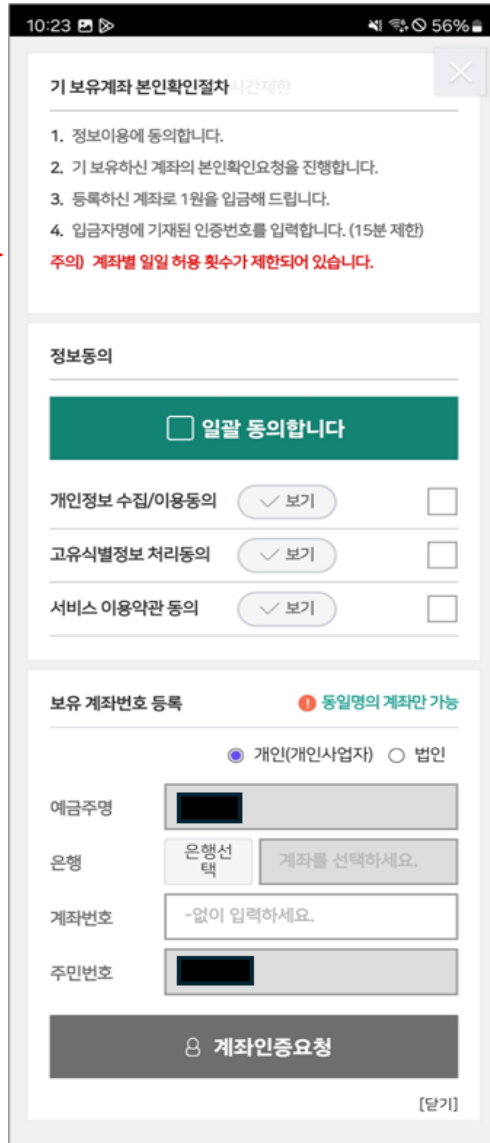 10:23 56%
기 보유계좌 본인확인절차시간제한
1. 정보이용에 동의합니다.
2. 기 보유하신 계좌의 본인확인요청을 진행합니다.
3. 등록하신 계좌로 1원을 입금해 드립니다.
4. 입금자명에 기재된 인증번호를 입력합니다. (15분 제한)
주의) 계좌별 일일 허용 횟수가 제한되어 있습니다.
정보동의
일괄 동의합니다
개인정보 수집/이용동의 보기
고유식별정보 처리동의 보기
서비스 이용약관 동의 보기
보유 계좌번호 등록 동일명의 계좌만 가능
개인(개인사업자) 법인
예금주명
은행 은행선택 계좌를 선택하세요.
계좌번호 -없이 입력하세요.
주민번호
계좌인증요청
[닫기]